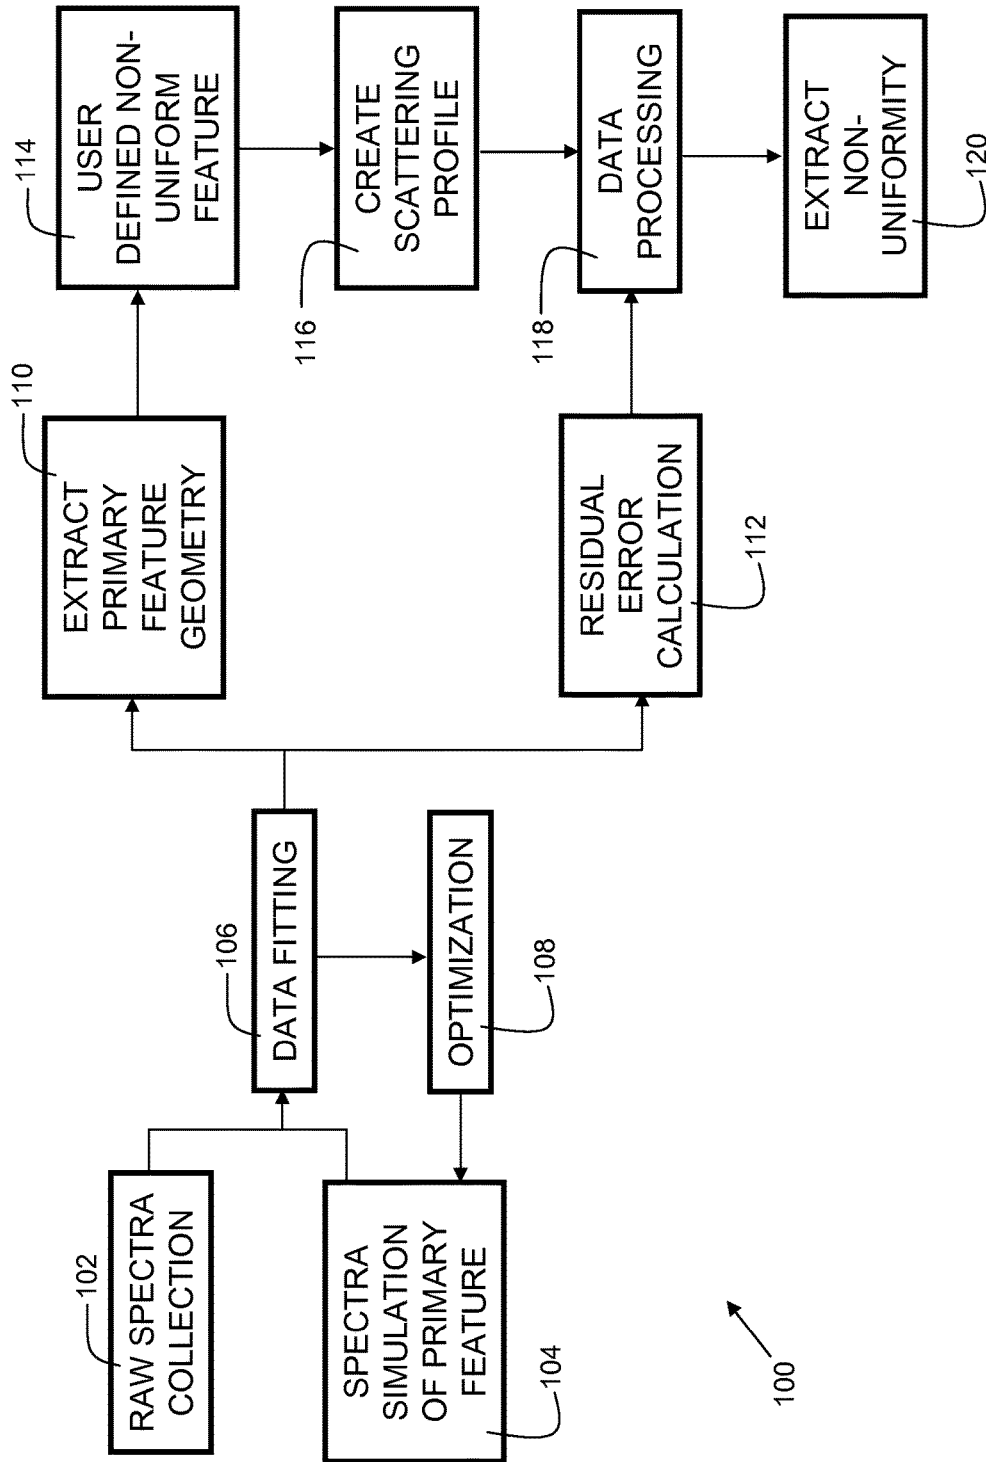 102
RAW SPECTRA
COLLECTION
SPECTRA
SIMULATION
OF PRIMARY
FEATURE
104
106
DATA FITTING
OPTIMIZATION
108
110
EXTRACT
PRIMARY
FEATURE
GEOMETRY
RESIDUAL
ERROR
CALCULATION
112
114
USER
DEFINED NON-
UNIFORM
FEATURE
CREATE
SCATTERING
PROFILE
116
DATA
PROCESSING
118
EXTRACT
NON-
UNIFORMITY
120
100